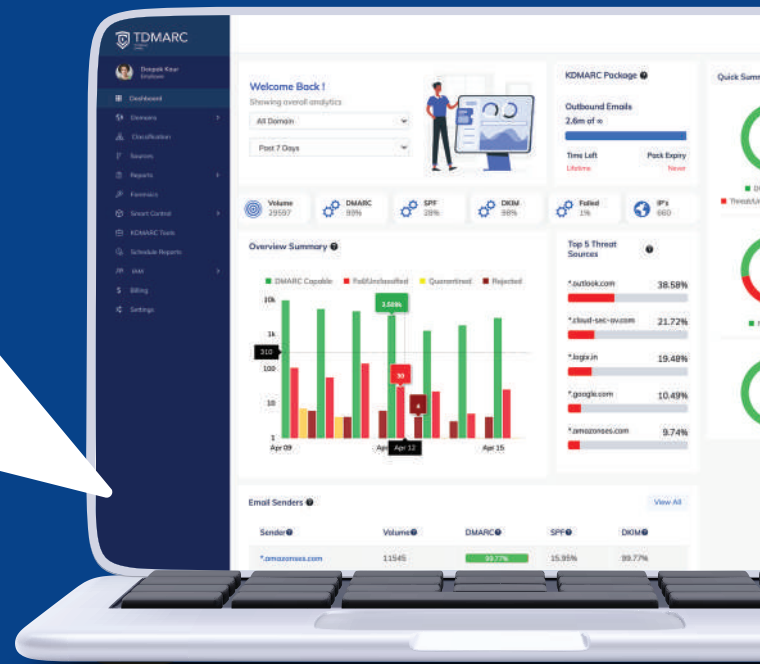 TDMARC
Deepak Kaur
Employee
Dashboard
Domains
Classification
Sources
Reports
Forensics
Smart Control
KDMARC Tools
Schedule Reports
Billing
Settings
Welcome Back !
Showing overall analytics
All Domain
Past 7 Days
KDMARC Package
Outbound Emails
2.6m of ∞
Time Left Pack Expiry
Lifetime Never
Quick Summ
Volume
29597
DMARC
99%
SPF
28%
DKIM
98%
Failed
1%
IP's
660
Overview Summary
DMARC Capable Fail/Unclassified Quarantined Rejected
10k
1k
310
100
10
1
30
4
Apr 09 Apr 12 Apr 15
Top 5 Threat
Sources
*.outlook.com 38.58%
*.cloud-sec-av.com 21.72%
*.logix.in 19.48%
*.google.com 10.49%
*.amazonses.com 9.74%
Email Senders View All
Sender Volume DMARC SPF DKIM
*.amazonses.com 11545 99.77% 15.95% 99.77%